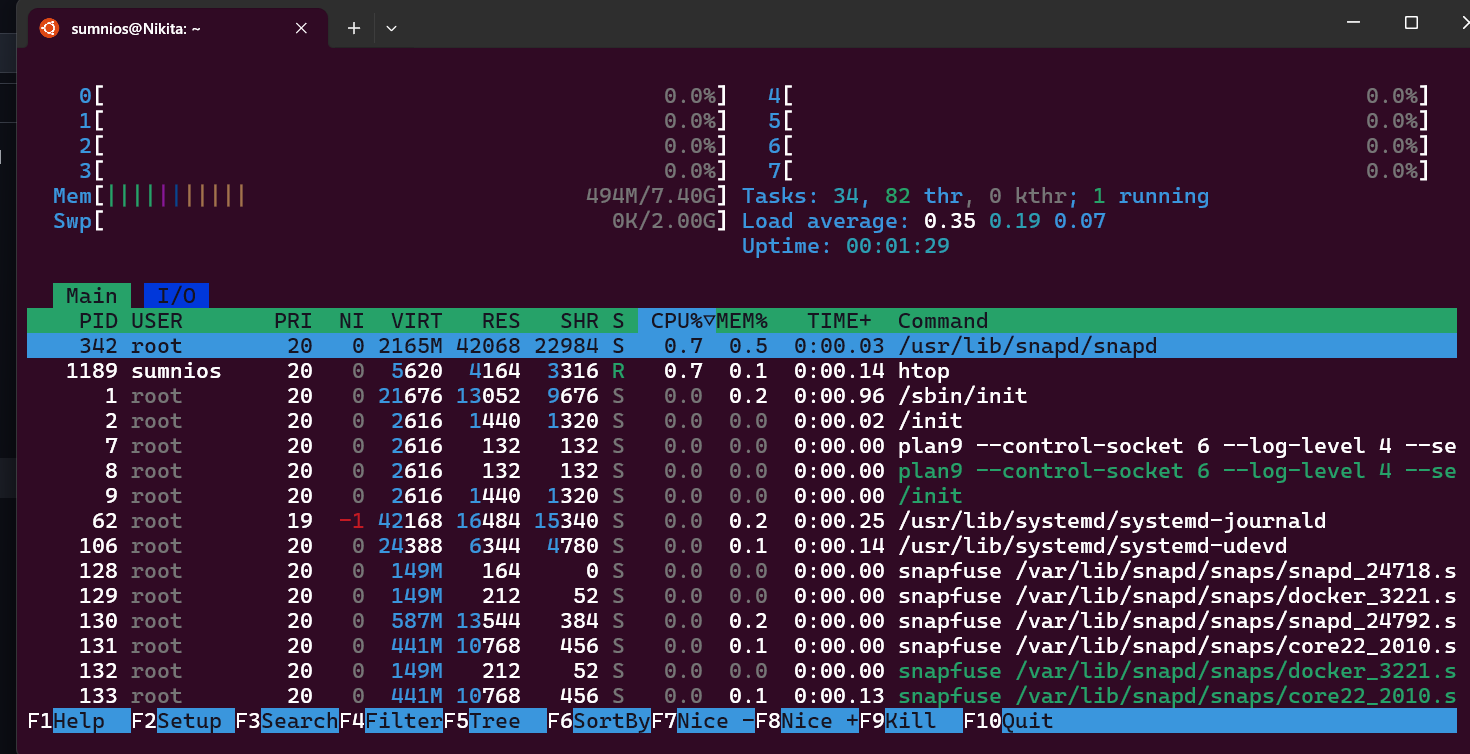 sumnios@Nikita: ~
0[ 0.0%] 4[ 0.0%]
1[ 0.0%] 5[ 0.0%]
2[ 0.0%] 6[ 0.0%]
3[ 0.0%] 7[ 0.0%]
Mem[||||||||||| 494M/7.40G] Tasks: 34, 82 thr, 0 kthr; 1 running
Swp[ 0K/2.00G] Load average: 0.35 0.19 0.07
Uptime: 00:01:29
Main I/O
PID USER PRI NI VIRT RES SHR S CPU%▽MEM% TIME+ Command
342 root 20 0 2165M 42068 22984 S 0.7 0.5 0:00.03 /usr/lib/snapd/snapd
1189 sumnios 20 0 5620 4164 3316 R 0.7 0.1 0:00.14 htop
1 root 20 0 21676 13052 9676 S 0.0 0.2 0:00.96 /sbin/init
2 root 20 0 2616 1440 1320 S 0.0 0.0 0:00.02 /init
7 root 20 0 2616 132 132 S 0.0 0.0 0:00.00 plan9 --control-socket 6 --log-level 4 --se
8 root 20 0 2616 132 132 S 0.0 0.0 0:00.00 plan9 --control-socket 6 --log-level 4 --se
9 root 20 0 2616 1440 1320 S 0.0 0.0 0:00.00 /init
62 root 19 -1 42168 16484 15340 S 0.0 0.2 0:00.25 /usr/lib/systemd/systemd-journald
106 root 20 0 24388 6344 4780 S 0.0 0.1 0:00.14 /usr/lib/systemd/systemd-udevd
128 root 20 0 149M 164 0 S 0.0 0.0 0:00.00 snapfuse /var/lib/snapd/snaps/snapd_24718.s
129 root 20 0 149M 212 52 S 0.0 0.0 0:00.00 snapfuse /var/lib/snapd/snaps/docker_3221.s
130 root 20 0 587M 13544 384 S 0.0 0.2 0:00.00 snapfuse /var/lib/snapd/snaps/snapd_24792.s
131 root 20 0 441M 10768 456 S 0.0 0.1 0:00.00 snapfuse /var/lib/snapd/snaps/core22_2010.s
132 root 20 0 149M 212 52 S 0.0 0.0 0:00.00 snapfuse /var/lib/snapd/snaps/docker_3221.s
133 root 20 0 441M 10768 456 S 0.0 0.1 0:00.13 snapfuse /var/lib/snapd/snaps/core22_2010.s
F1Help F2Setup F3SearchF4FilterF5Tree F6SortByF7Nice -F8Nice +F9Kill F10Quit